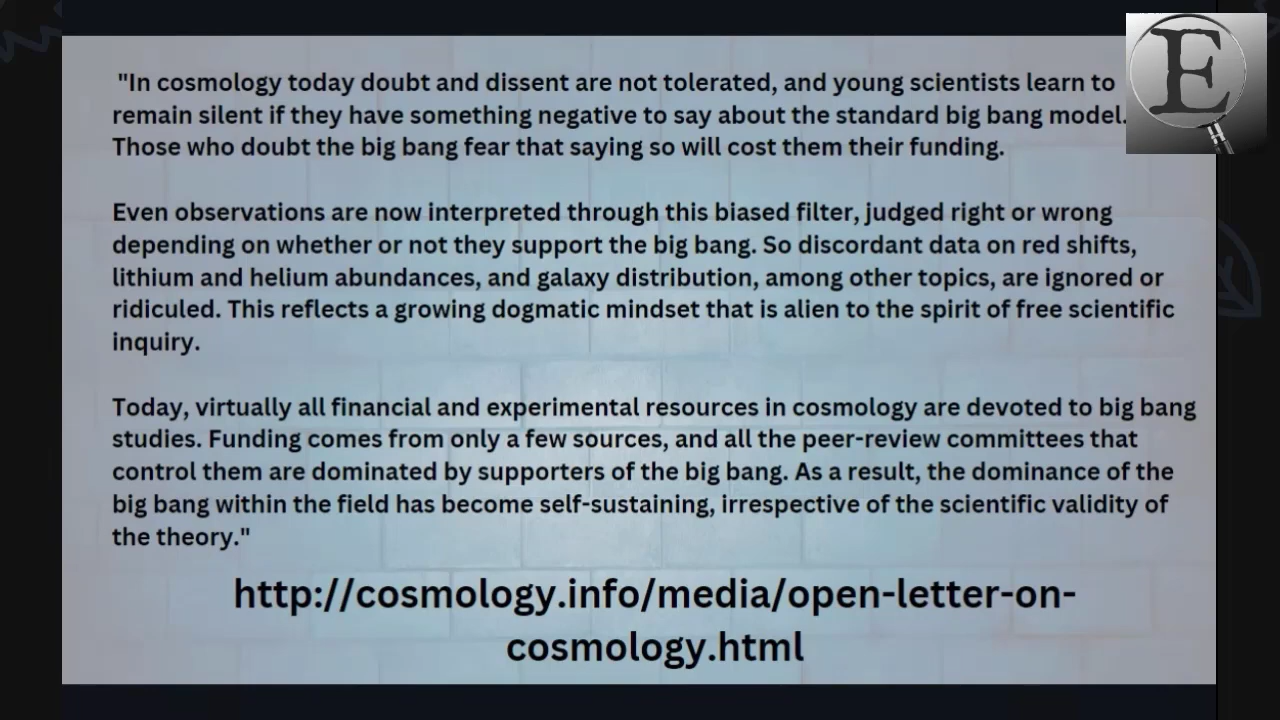 "In cosmology today doubt and dissent are not tolerated, and young scientists learn to
remain silent if they have something negative to say about the standard big bang model.
Those who doubt the big bang fear that saying so will cost them their funding.
Even observations are now interpreted through this biased filter, judged right or wrong
depending on whether or not they support the big bang. So discordant data on red shifts,
lithium and helium abundances, and galaxy distribution, among other topics, are ignored or
ridiculed. This reflects a growing dogmatic mindset that is alien to the spirit of free scientific
inquiry.
Today, virtually all financial and experimental resources in cosmology are devoted to big bang
studies. Funding comes from only a few sources, and all the peer-review committees that
control them are dominated by supporters of the big bang. As a result, the dominance of the
big bang within the field has become self-sustaining, irrespective of the scientific validity of
the theory."
http://cosmology.info/media/open-letter-on-
cosmology.html
E